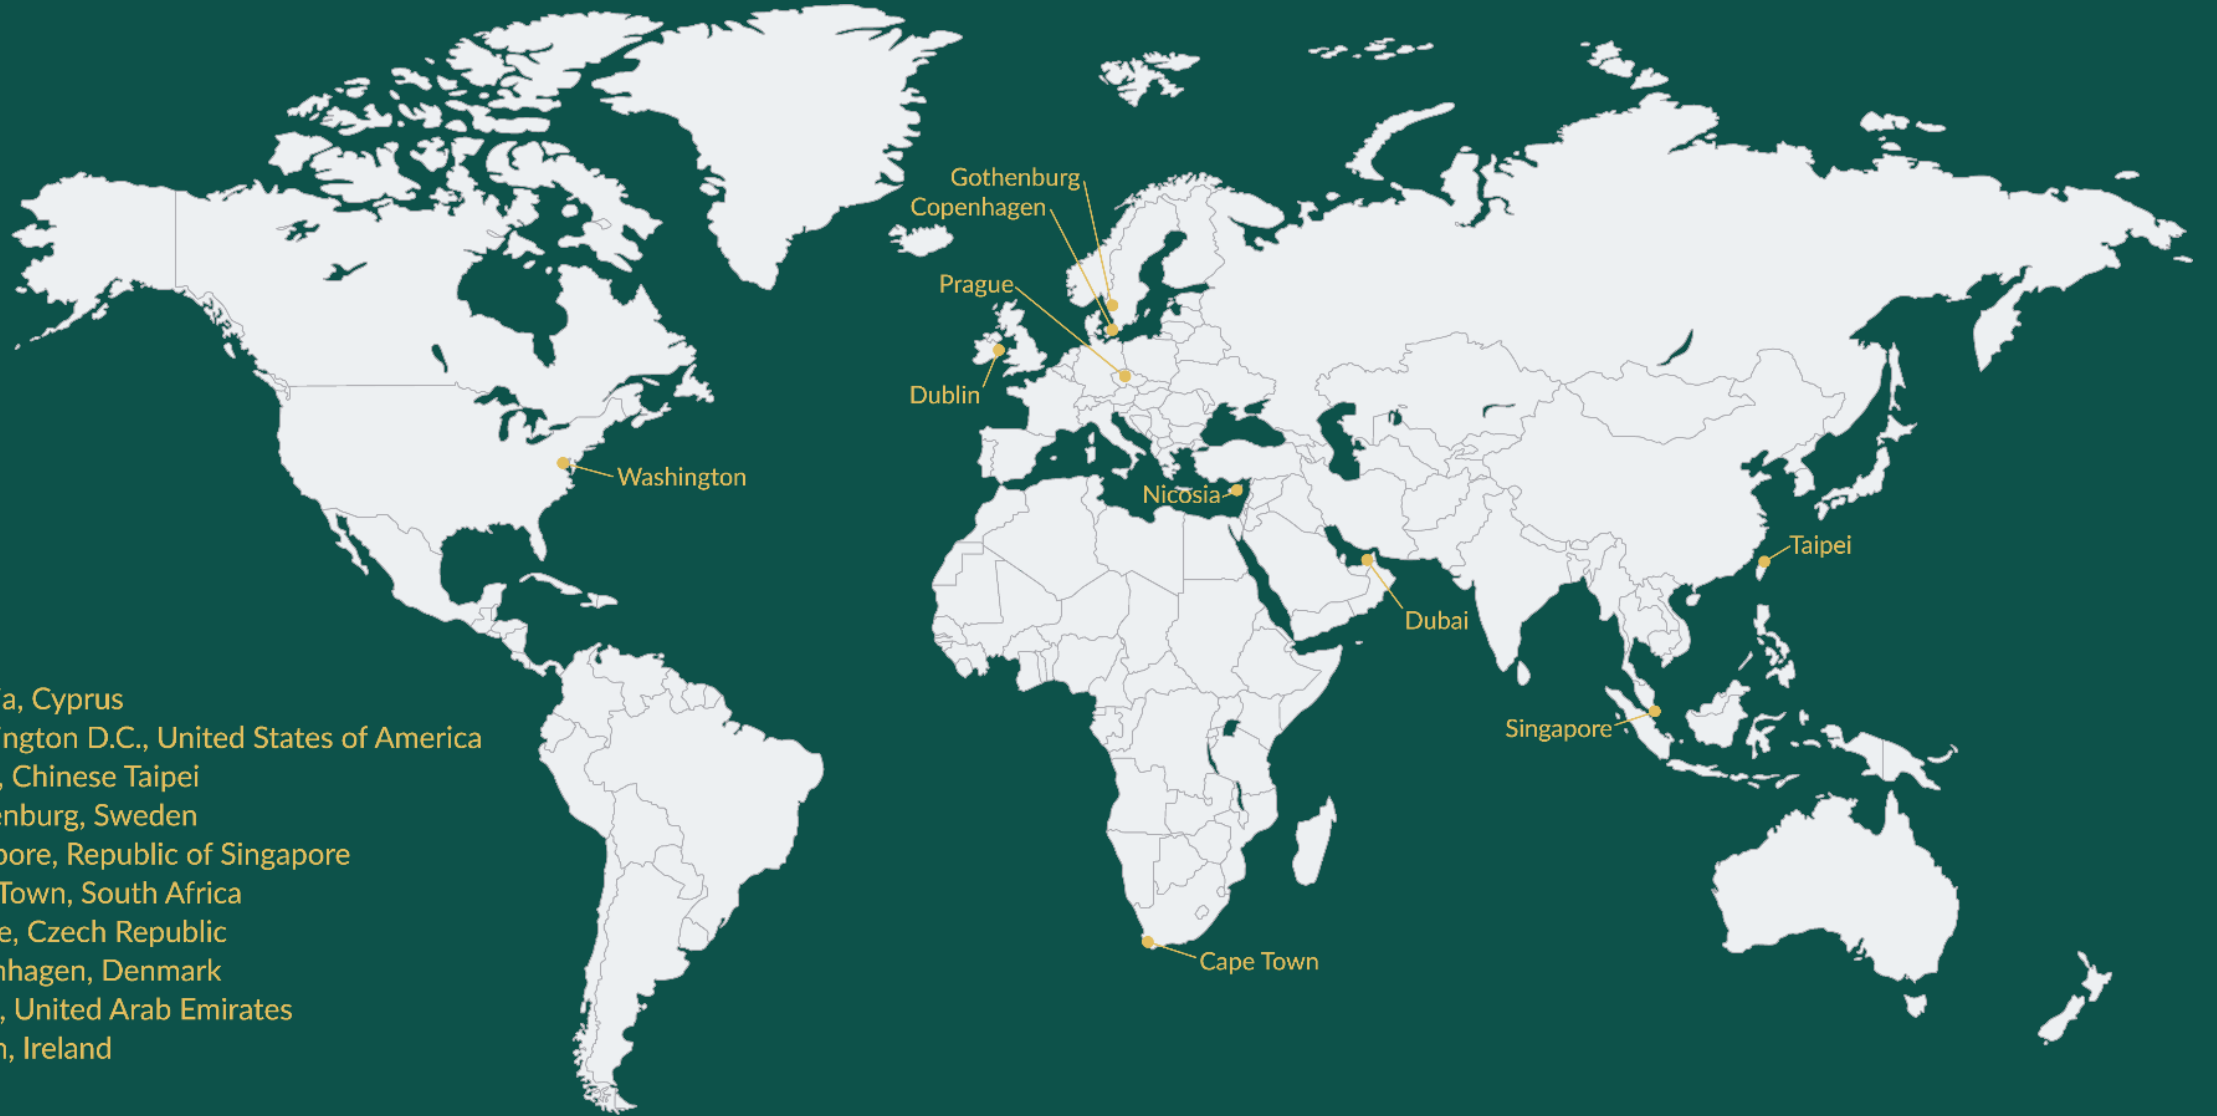 Gothenburg
Copenhagen
Prague
Dublin
Washington
Nicosia
Taipei
Dubai
Singapore
Cape Town
a, Cyprus
ngton D.C., United States of America
, Chinese Taipei
enburg, Sweden
pore, Republic of Singapore
Town, South Africa
e, Czech Republic
nhagen, Denmark
, United Arab Emirates
n, Ireland